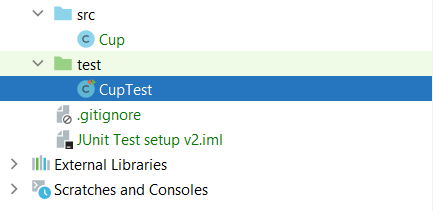 src
Cup
test
CupTest
.gitignore
JUnit Test setup v2.iml
External Libraries
Scratches and Consoles